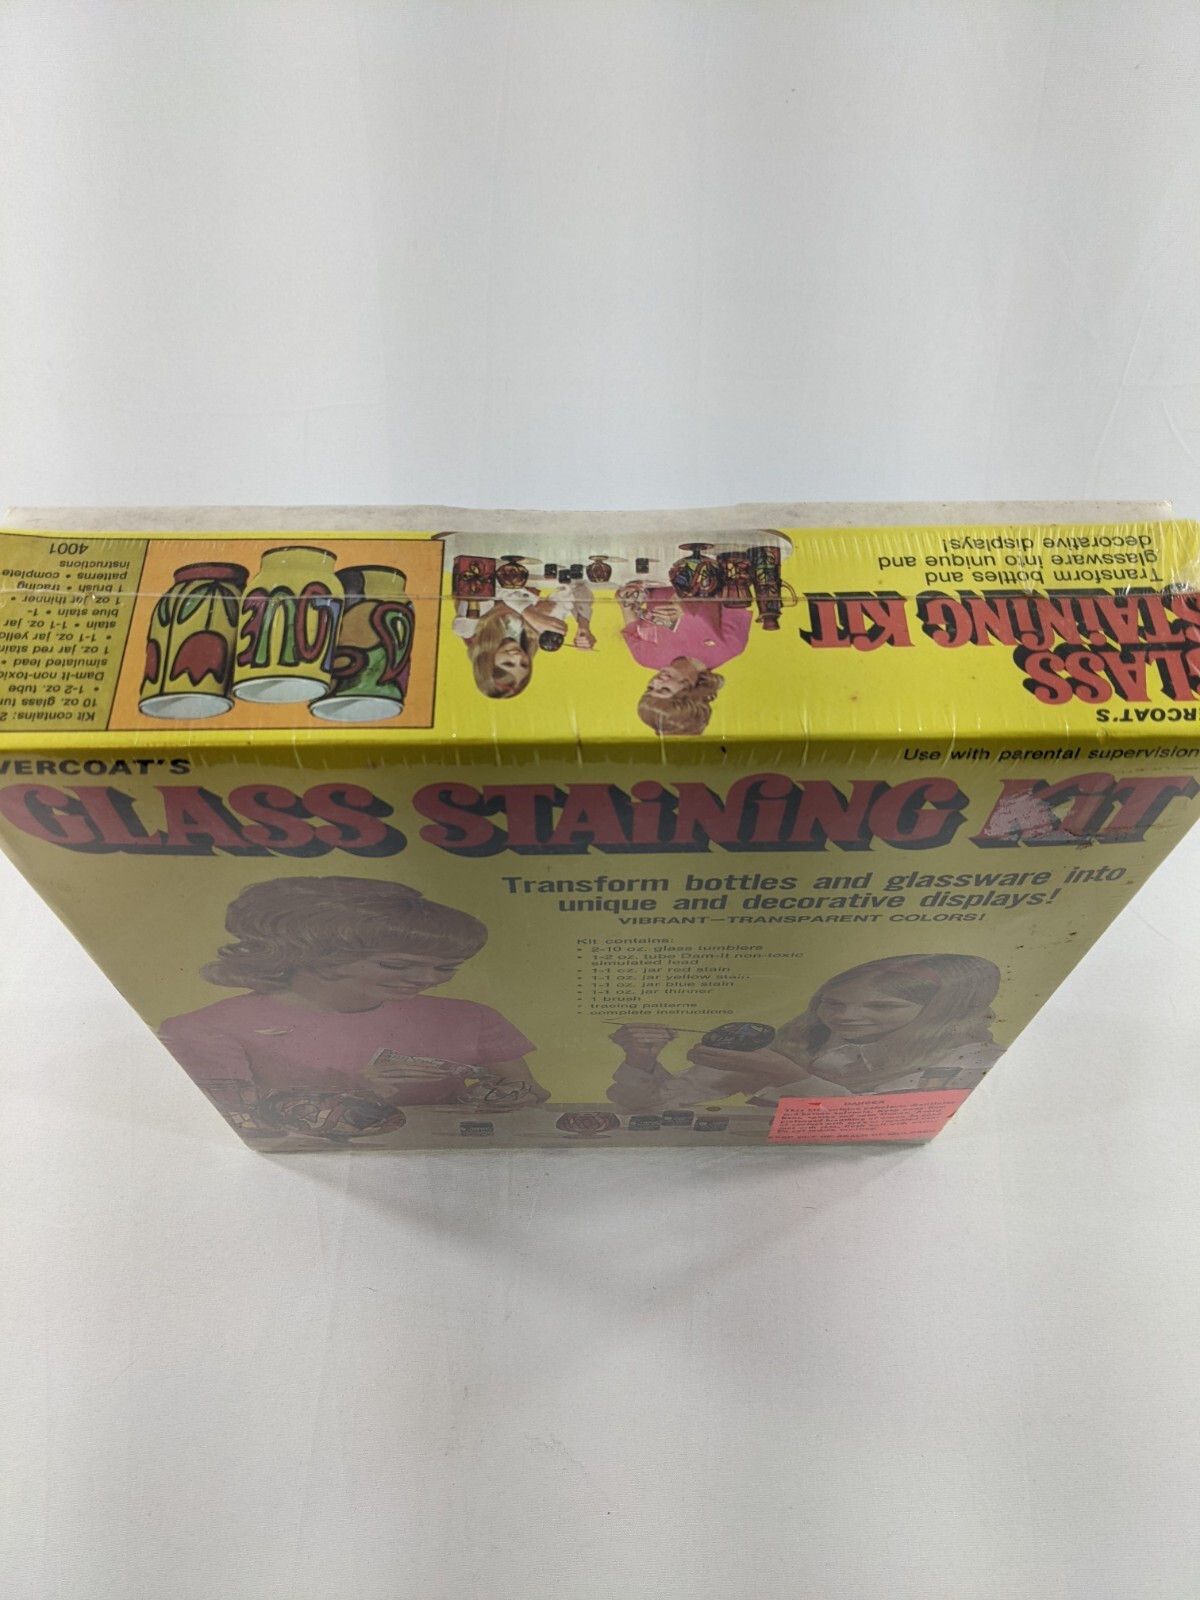 4001
Kit contains: 2
10 oz. glass tum
• 1-2 oz. tube
Dam-It non-toxic
simulated lead •
1 oz. jar red stain
• 1-1 oz. jar yello
stain • 1-1 oz. jar
blue stain • 1-
1 oz. jar thinner •
1 brush • tracing
patterns • complete
instructions
LOVE
ERCOAT'S
GLASS
STAiNiNG KiT
Transform bottles and
glassware into unique and
decorative displays!
VERCOAT'S
Use with parental supervision
GLASS STAiNiNG KiT
Transform bottles and glassware into
unique and decorative displays!
VIBRANT—TRANSPARENT COLORS!
Kit contains:
• 2-10 oz. glass tumblers
• 1-2 oz. tube Dam-It non-toxic
simulated lead
• 1-1 oz. jar red stain
• 1-1 oz. jar yellow stain
• 1-1 oz. jar blue stain
• 1-1 oz. jar thinner
• 1 brush
• tracing patterns
• complete instructions
DANGER